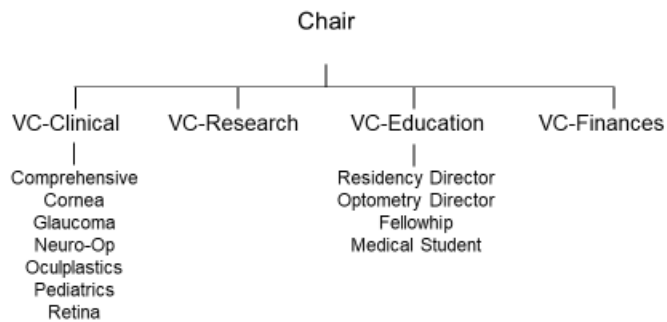 Chair
VC-Clinical VC-Research VC-Education VC-Finances
Comprehensive
Cornea
Glaucoma
Neuro-Op
Oculplastics
Pediatrics
Retina
Residency Director
Optometry Director
Fellowhip
Medical Student